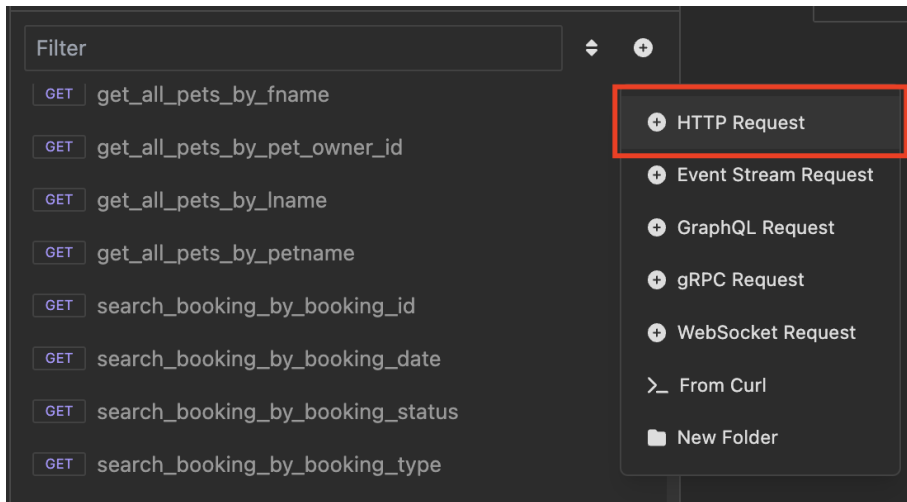 Filter
GET get_all_pets_by_fname
GET get_all_pets_by_pet_owner_id
GET get_all_pets_by_lname
GET get_all_pets_by_petname
GET search_booking_by_booking_id
GET search_booking_by_booking_date
GET search_booking_by_booking_status
GET search_booking_by_booking_type
HTTP Request
Event Stream Request
GraphQL Request
gRPC Request
WebSocket Request
From Curl
New Folder